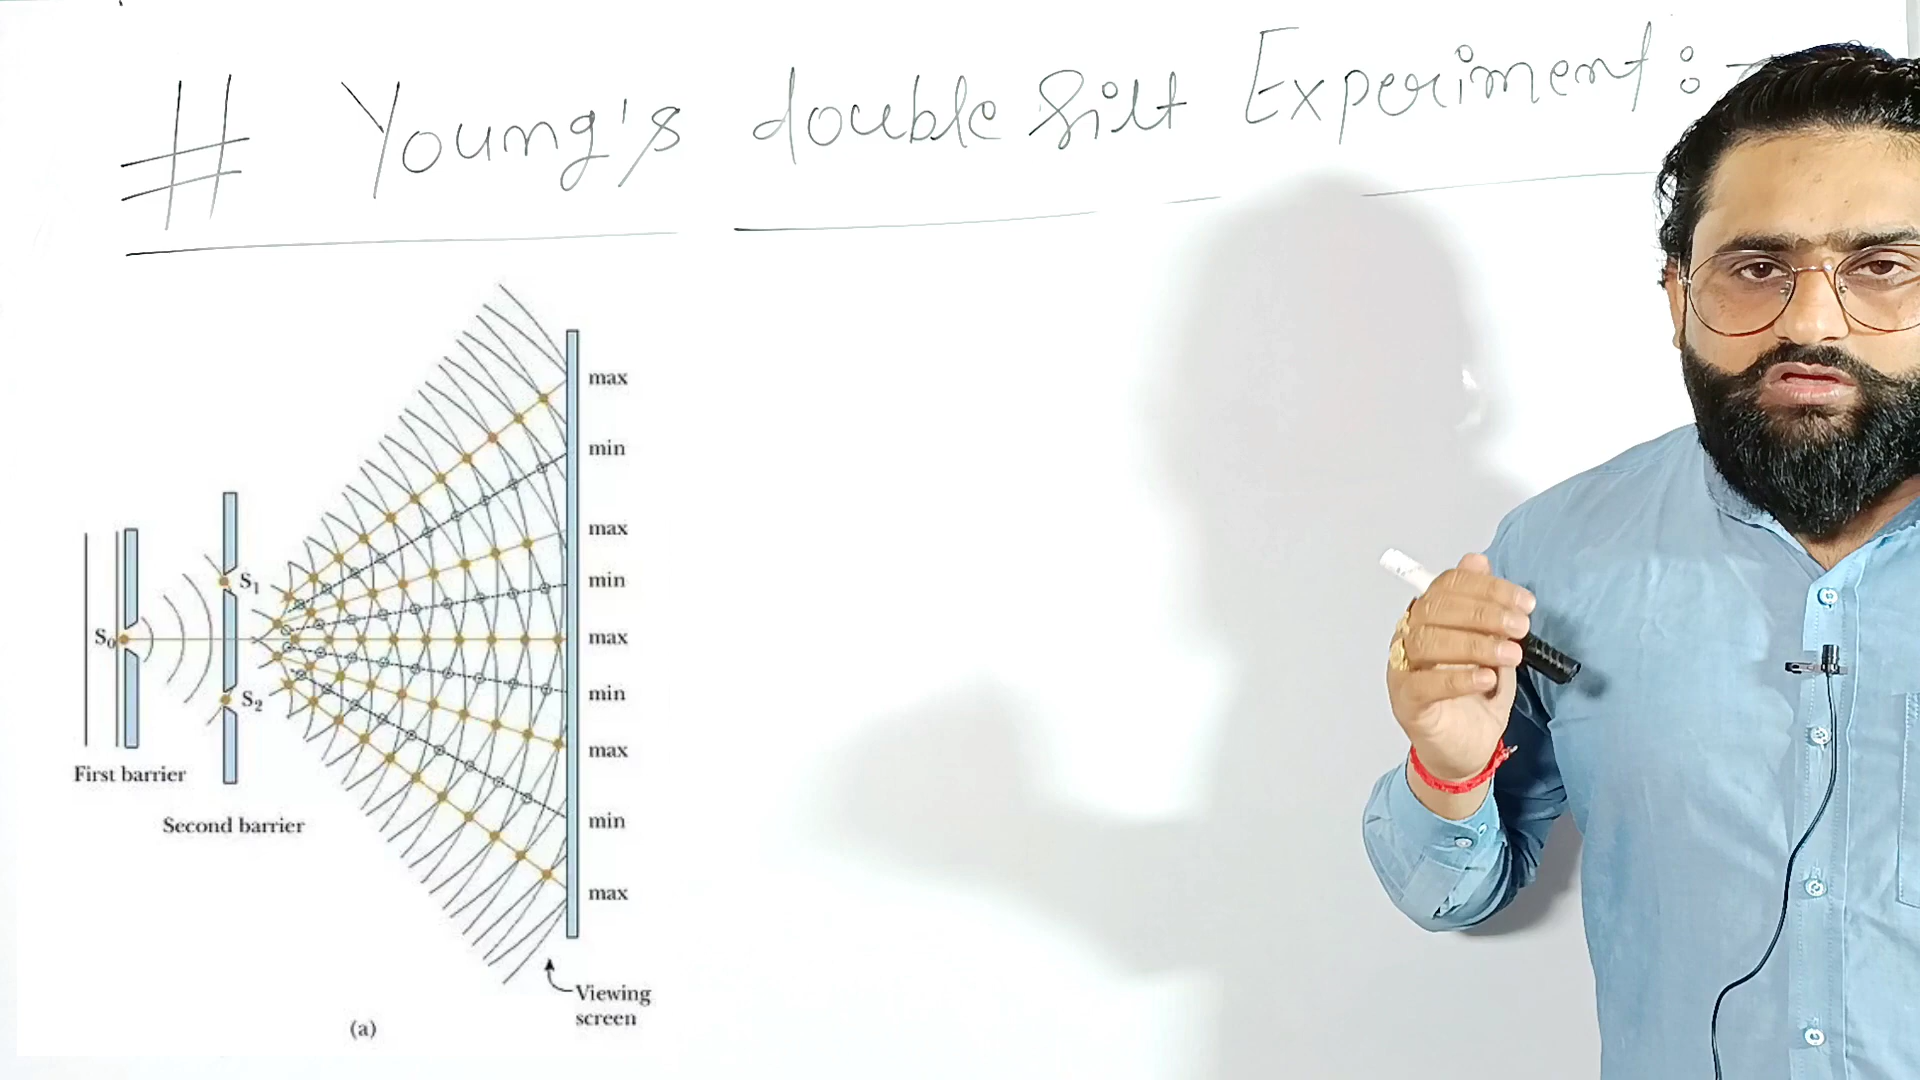 # Young's double silt Experiment : -
max
min
max
S1
min
S0
max
min
S2
max
First barrier
min
Second barrier
max
Viewing
screen
(a)